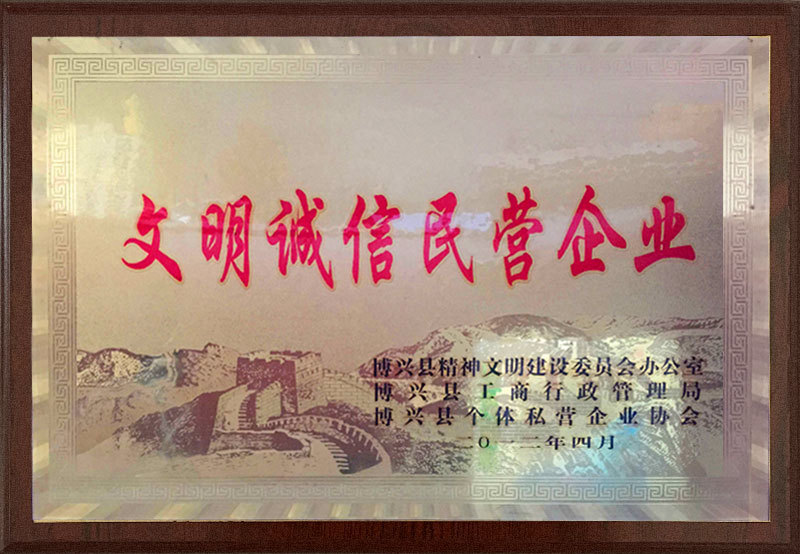 文明诚信民营企业
博兴县精神文明建设委员会办公室
博兴县工商行政管理局
博兴县个体私营企业协会
二〇一二年四月